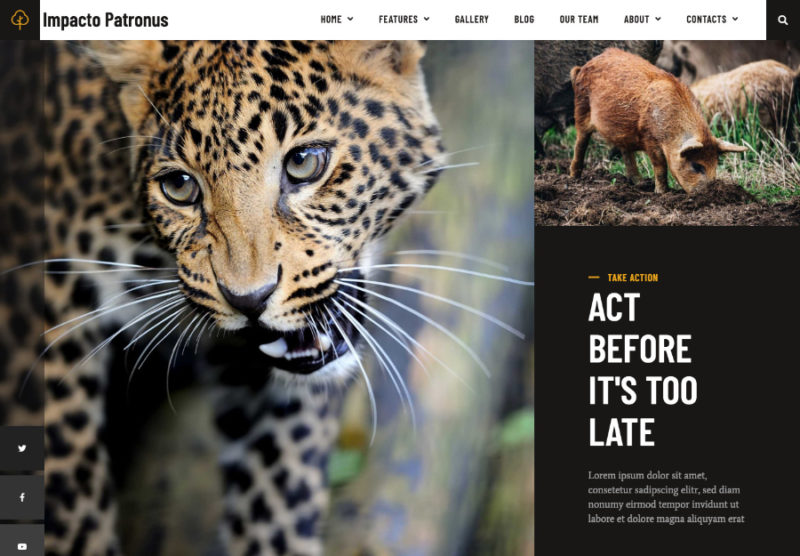 Impacto Patronus
HOME FEATURES GALLERY BLOG OUR TEAM ABOUT CONTACTS
TAKE ACTION
ACT
BEFORE
IT'S TOO
LATE
Lorem ipsum dolor sit amet,
consetetur sadipscing elitr, sed diam
nonumy eirmod tempor invidunt ut
labore et dolore magna aliquyam erat